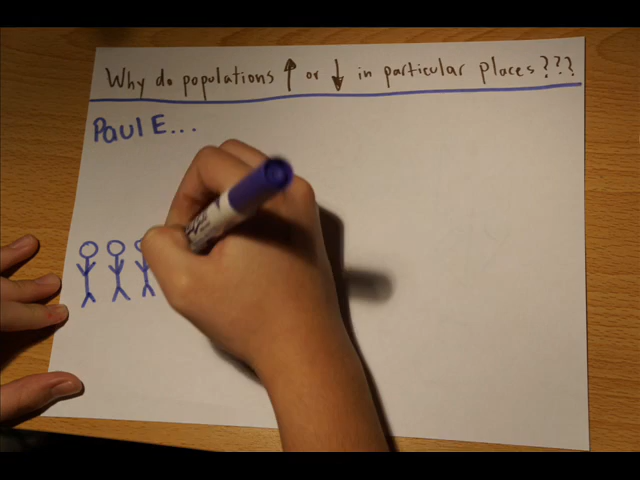 Why do populations ↑ or ↓ in particular places???
Paul E...